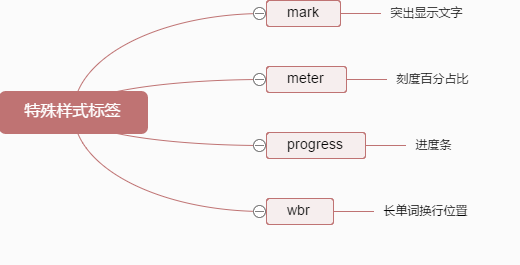 mark
突出显示文字
meter
刻度百分占比
特殊样式标签
progress
进度条
wbr
长单词换行位置